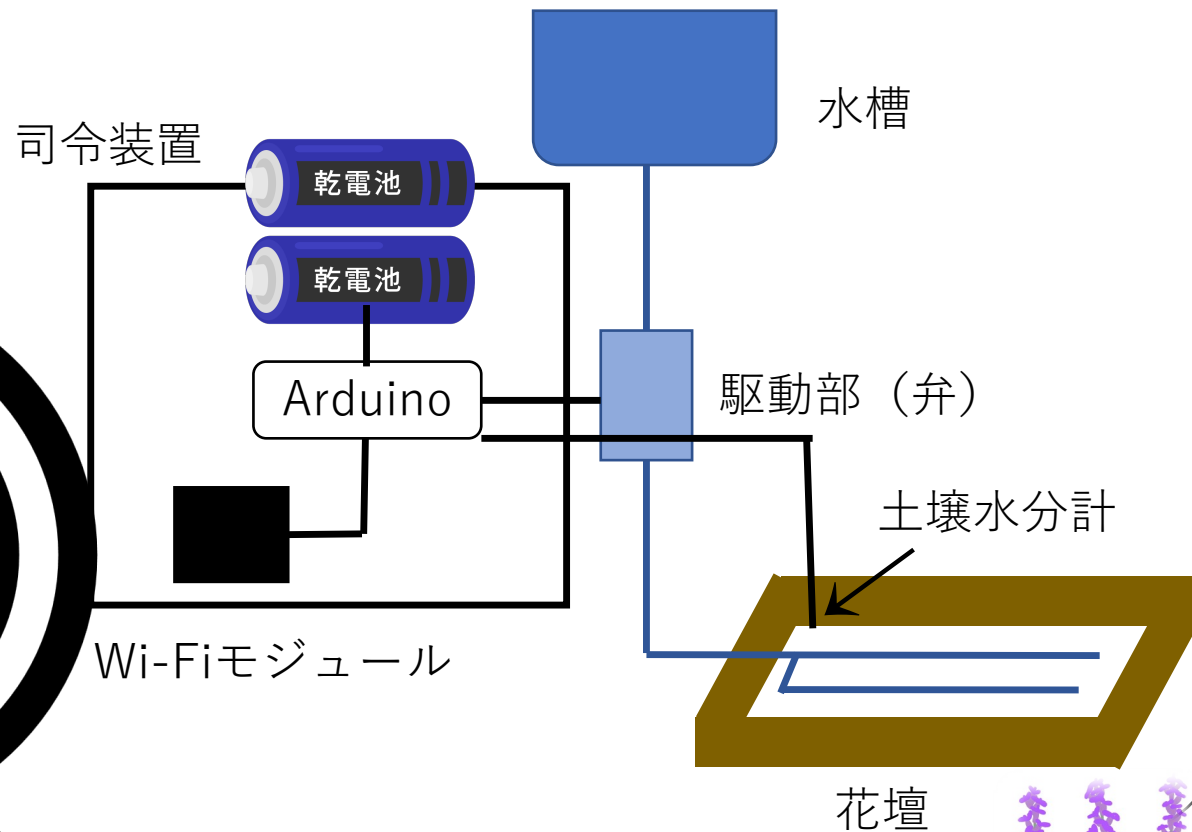 水槽
司令装置
乾電池
乾電池
Arduino
駆動部（弁）
土壌水分計
Wi-Fiモジュール
花壇